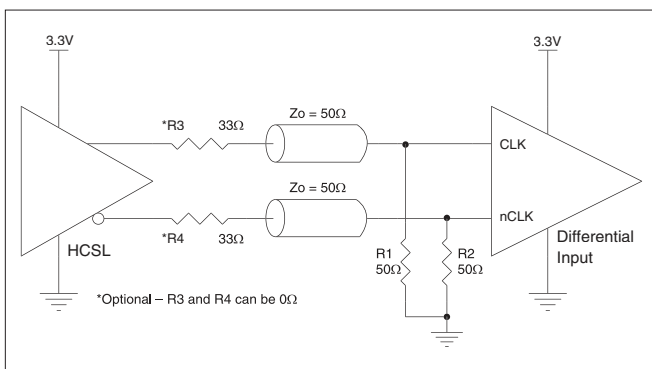 3.3V
3.3V
*R3 33Ω
Zo = 50Ω
CLK
Zo = 50Ω
nCLK
*R4 33Ω
HCSL
R1
50Ω
R2
50Ω
Differential
Input
*Optional – R3 and R4 can be 0Ω